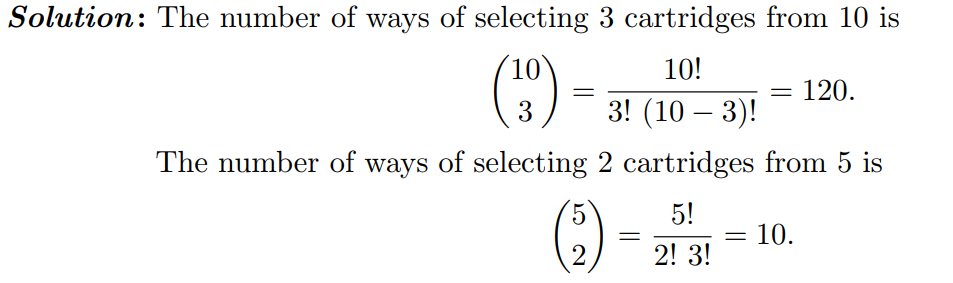 Solution: The number of ways of selecting 3 cartridges from 10 is
$\binom{10}{3} = \frac{10!}{3!\ (10-3)!} = 120.$
The number of ways of selecting 2 cartridges from 5 is
$\binom{5}{2} = \frac{5!}{2!\ 3!} = 10.$